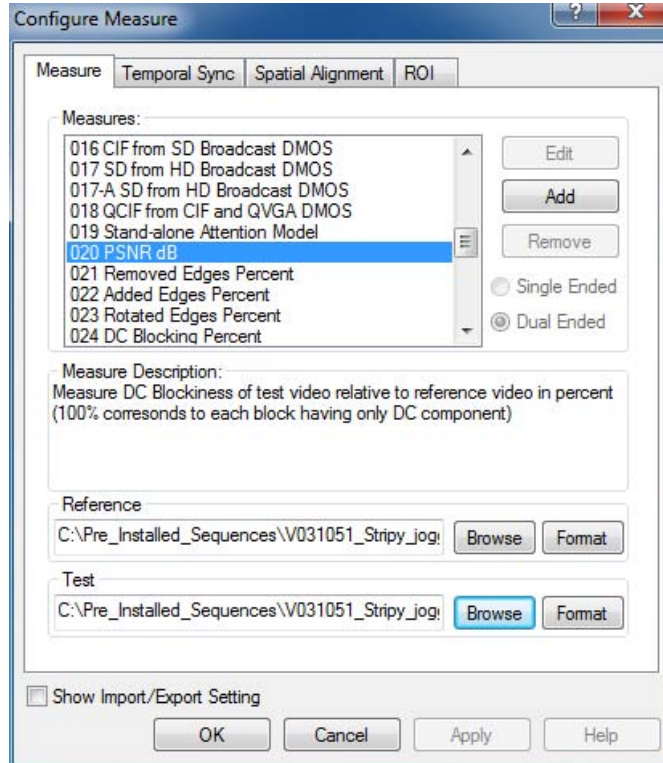 Configure Measure
? X
Measure Temporal Sync Spatial Alignment ROI
Measures:
016 CIF from SD Broadcast DMOS
017 SD from HD Broadcast DMOS
017-A SD from HD Broadcast DMOS
018 QCIF from CIF and QVGA DMOS
019 Stand-alone Attention Model
020 PSNR dB
021 Removed Edges Percent
022 Added Edges Percent
023 Rotated Edges Percent
024 DC Blocking Percent
Edit
Add
Remove
Single Ended
Dual Ended
Measure Description:
Measure DC Blockiness of test video relative to reference video in percent
(100% corresonds to each block having only DC component)
Reference
C:\Pre_Installed_Sequences\V031051_Stripy_jog Browse Format
Test
C:\Pre_Installed_Sequences\V031051_Stripy_jog Browse Format
Show Import/Export Setting
OK Cancel Apply Help